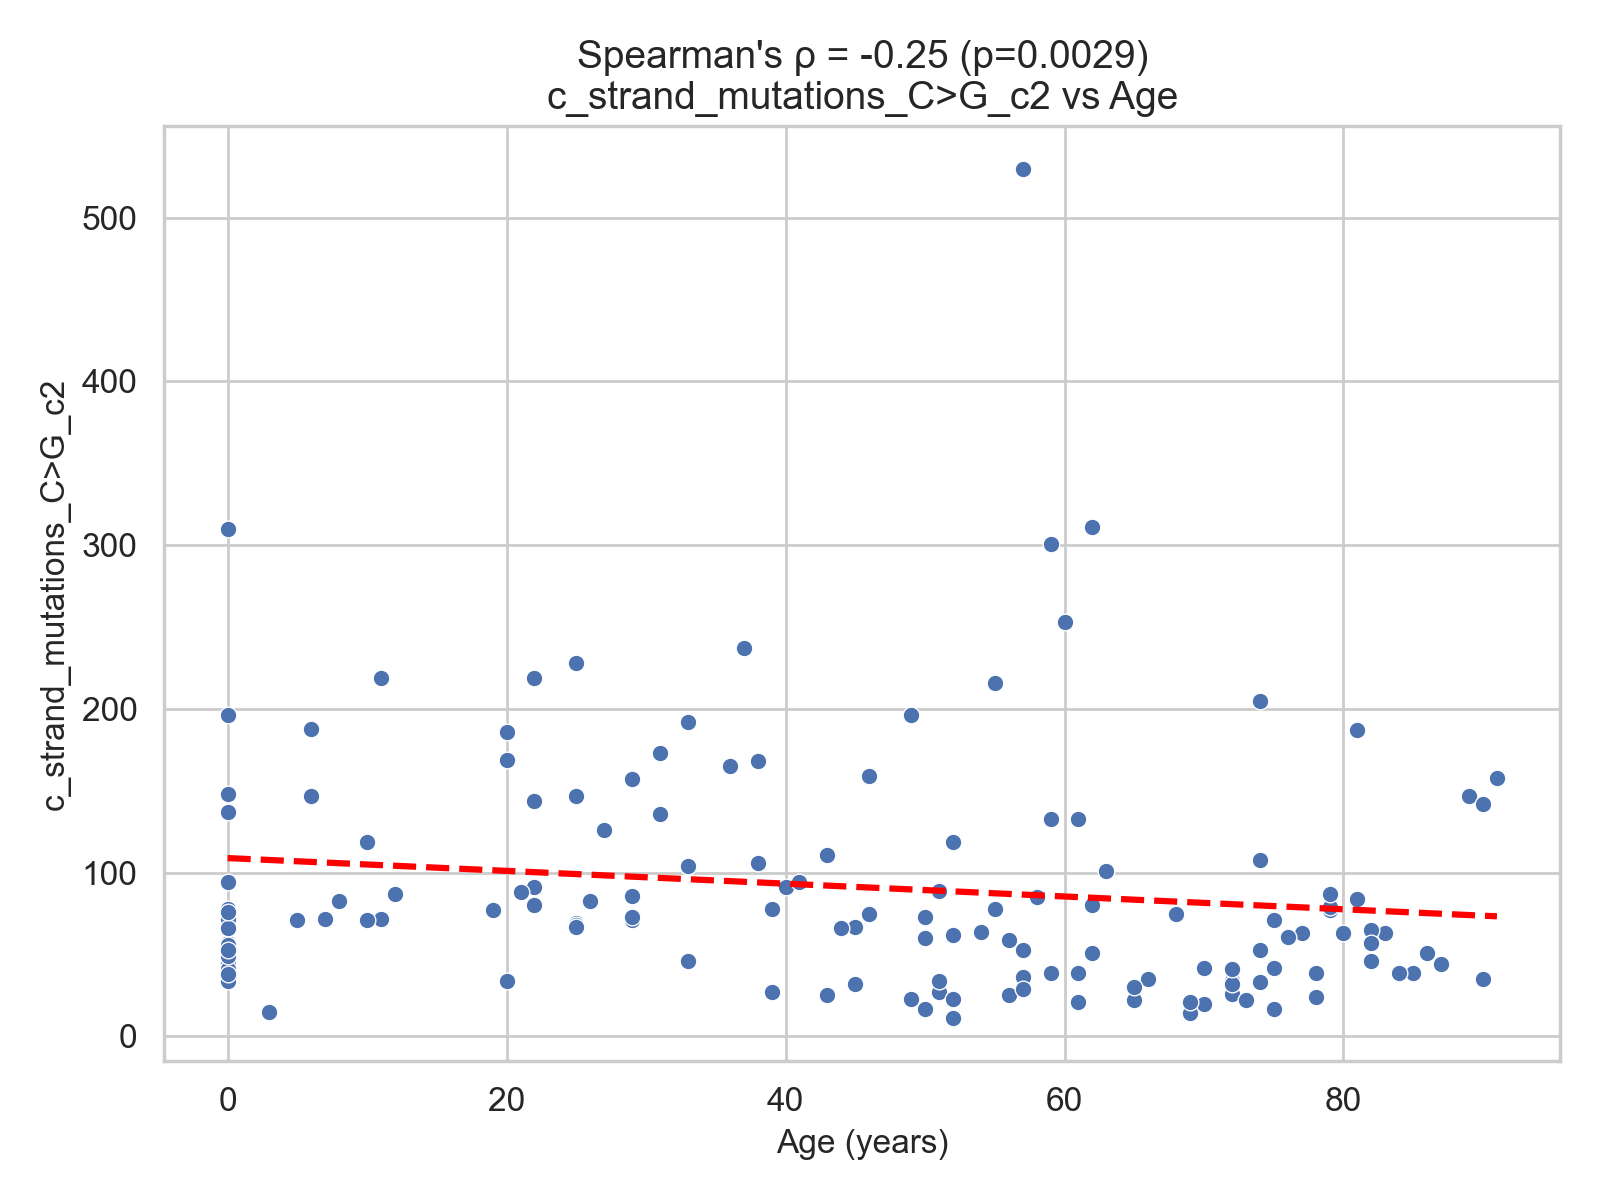 Spearman's ρ = -0.25 (p=0.0029)
c_strand_mutations_C>G_c2 vs Age
c_strand_mutations_C>G_c2
500
400
300
200
100
0
0 20 40 60 80
Age (years)